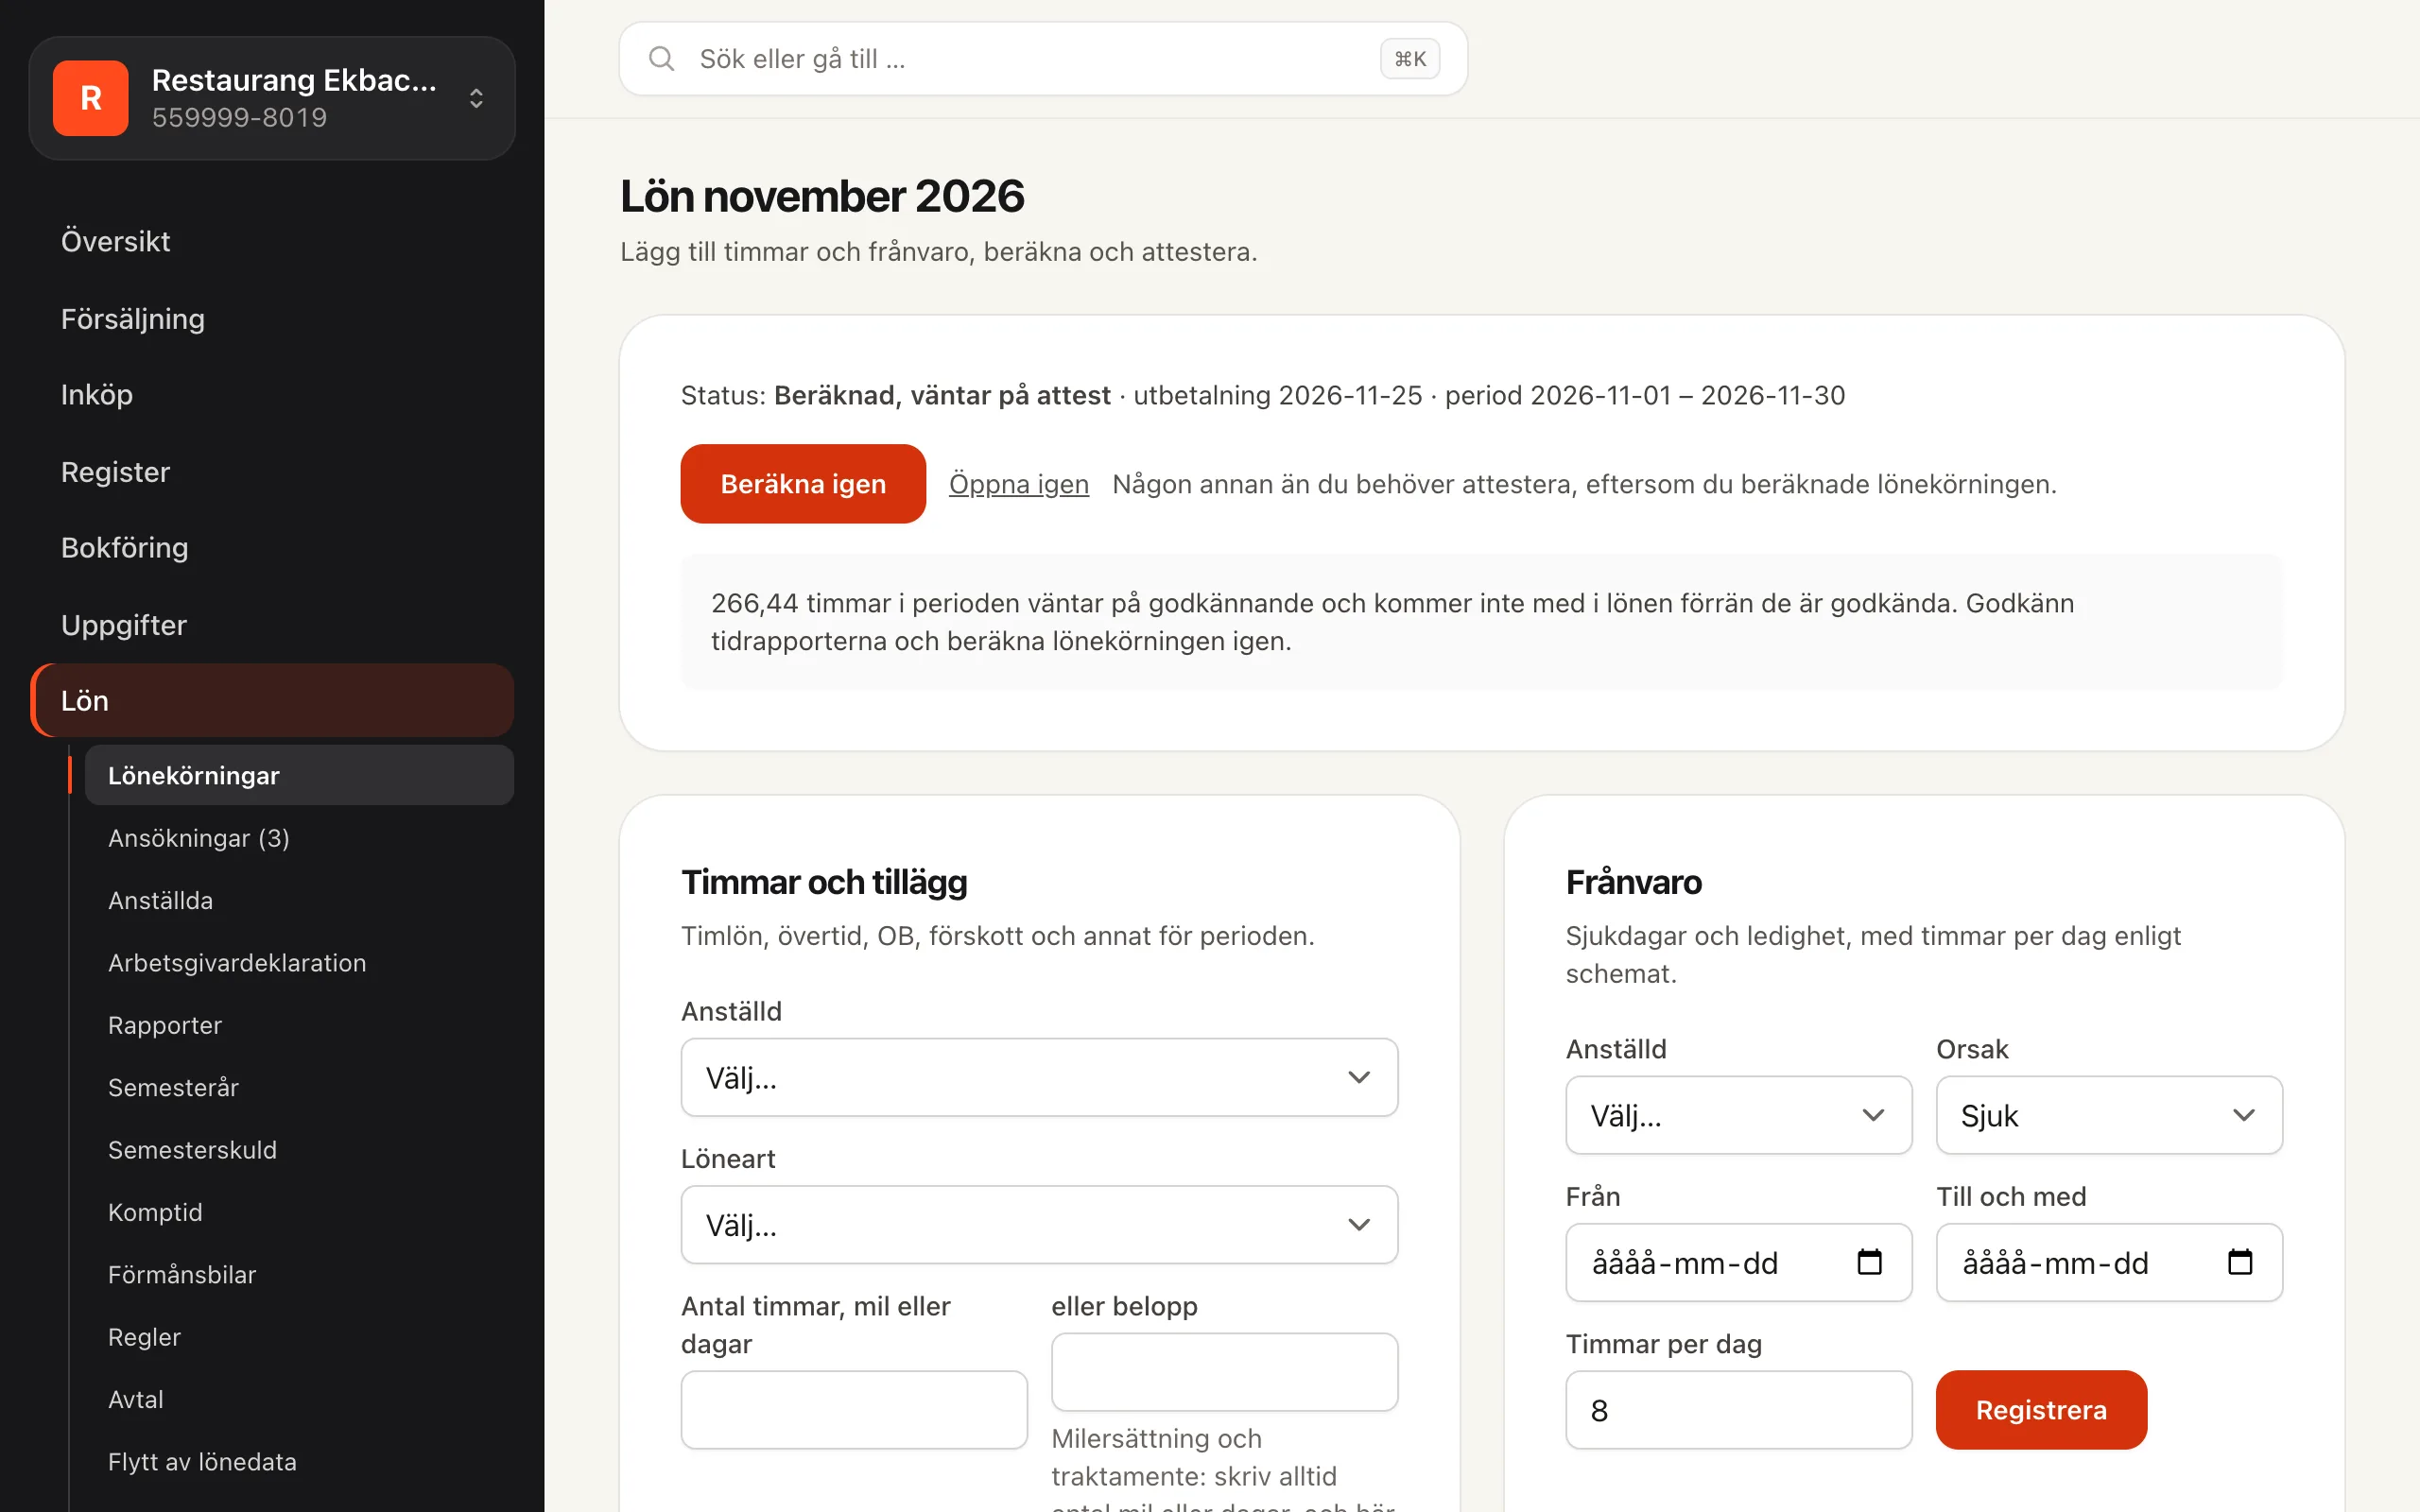 R
Restaurang Ekbac...
559999-8019
Översikt
Försäljning
Inköp
Register
Bokföring
Uppgifter
Lön
Lönekörningar
Ansökningar (3)
Anställda
Arbetsgivardeklaration
Rapporter
Semesterår
Semesterskuld
Komptid
Förmånsbilar
Regler
Avtal
Flytt av lönedata
Sök eller gå till ...
⌘K
Lön november 2026
Lägg till timmar och frånvaro, beräkna och attestera.
Status: Beräknad, väntar på attest · utbetalning 2026-11-25 · period 2026-11-01 – 2026-11-30
Beräkna igen
Öppna igen
Någon annan än du behöver attestera, eftersom du beräknade lönekörningen.
266,44 timmar i perioden väntar på godkännande och kommer inte med i lönen förrän de är godkända. Godkänn
tidrapporterna och beräkna lönekörningen igen.
Timmar och tillägg
Timlön, övertid, OB, förskott och annat för perioden.
Anställd
Välj...
Löneart
Välj...
Antal timmar, mil eller
dagar
eller belopp
Milersättning och
traktamente: skriv alltid
antal mil eller dagar, och här
Frånvaro
Sjukdagar och ledighet, med timmar per dag enligt
schemat.
Anställd
Välj...
Orsak
Sjuk
Från
åååå-mm-dd
Till och med
åååå-mm-dd
Timmar per dag
8
Registrera